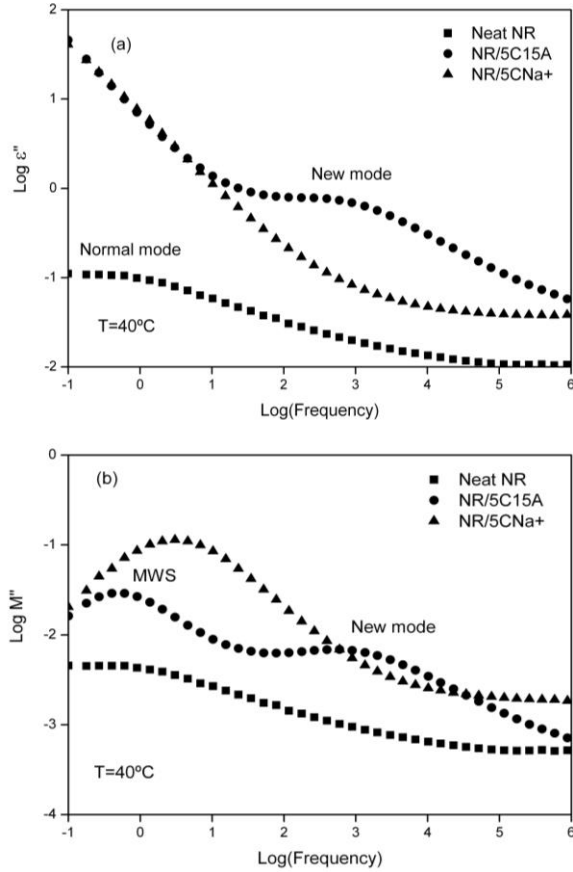 (a)
Neat NR
NR/5C15A
NR/5CNa+
New mode
Normal mode
T=40ºC
Log ε"
2
1
0
-1
-2
-1 0 1 2 3 4 5 6
Log(Frequency)
(b)
Neat NR
NR/5C15A
NR/5CNa+
MWS
New mode
T=40ºC
Log M"
0
-1
-2
-3
-4
-1 0 1 2 3 4 5 6
Log(Frequency)